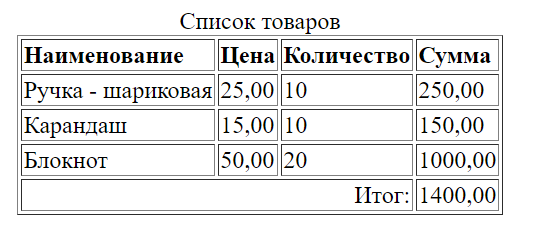 Список товаров
Наименование Цена Количество Сумма
Ручка - шариковая 25,00 10 250,00
Карандаш 15,00 10 150,00
Блокнот 50,00 20 1000,00
Итог: 1400,00